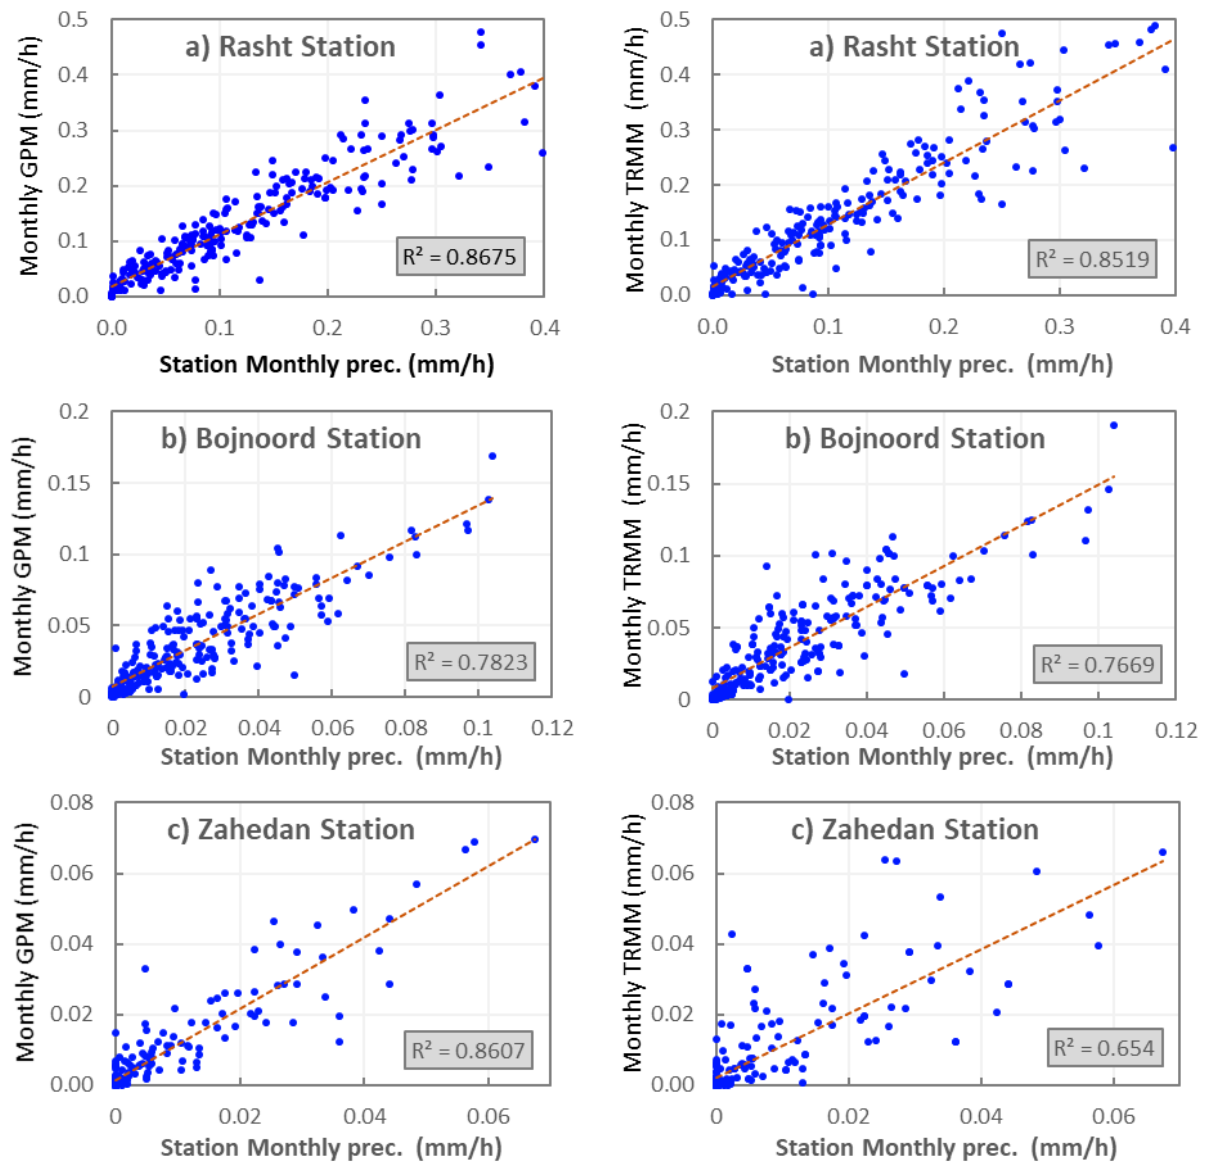 a) Rasht Station
Monthly GPM (mm/h)
0.5
0.4
0.3
0.2
0.1
0.0
R² = 0.8675
0.0 0.1 0.2 0.3 0.4
Station Monthly prec. (mm/h)
a) Rasht Station
Monthly TRMM (mm/h)
0.5
0.4
0.3
0.2
0.1
0.0
R² = 0.8519
0.0 0.1 0.2 0.3 0.4
Station Monthly prec. (mm/h)
b) Bojnoord Station
Monthly GPM (mm/h)
0.2
0.15
0.1
0.05
0
R² = 0.7823
0 0.02 0.04 0.06 0.08 0.1 0.12
Station Monthly prec. (mm/h)
b) Bojnoord Station
Monthly TRMM (mm/h)
0.2
0.15
0.1
0.05
0
R² = 0.7669
0 0.02 0.04 0.06 0.08 0.1 0.12
Station Monthly prec. (mm/h)
c) Zahedan Station
Monthly GPM (mm/h)
0.08
0.06
0.04
0.02
0.00
R² = 0.8607
0 0.02 0.04 0.06
Station Monthly prec. (mm/h)
c) Zahedan Station
Monthly TRMM (mm/h)
0.08
0.06
0.04
0.02
0.00
R² = 0.654
0 0.02 0.04 0.06
Station Monthly prec. (mm/h)